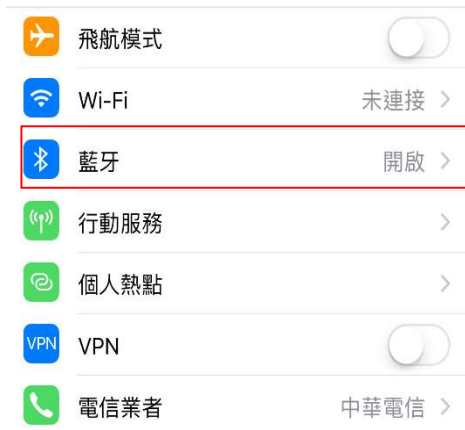 飛航模式
Wi-Fi 未連接
藍牙 開啟
行動服務
個人熱點
VPN VPN
電信業者 中華電信